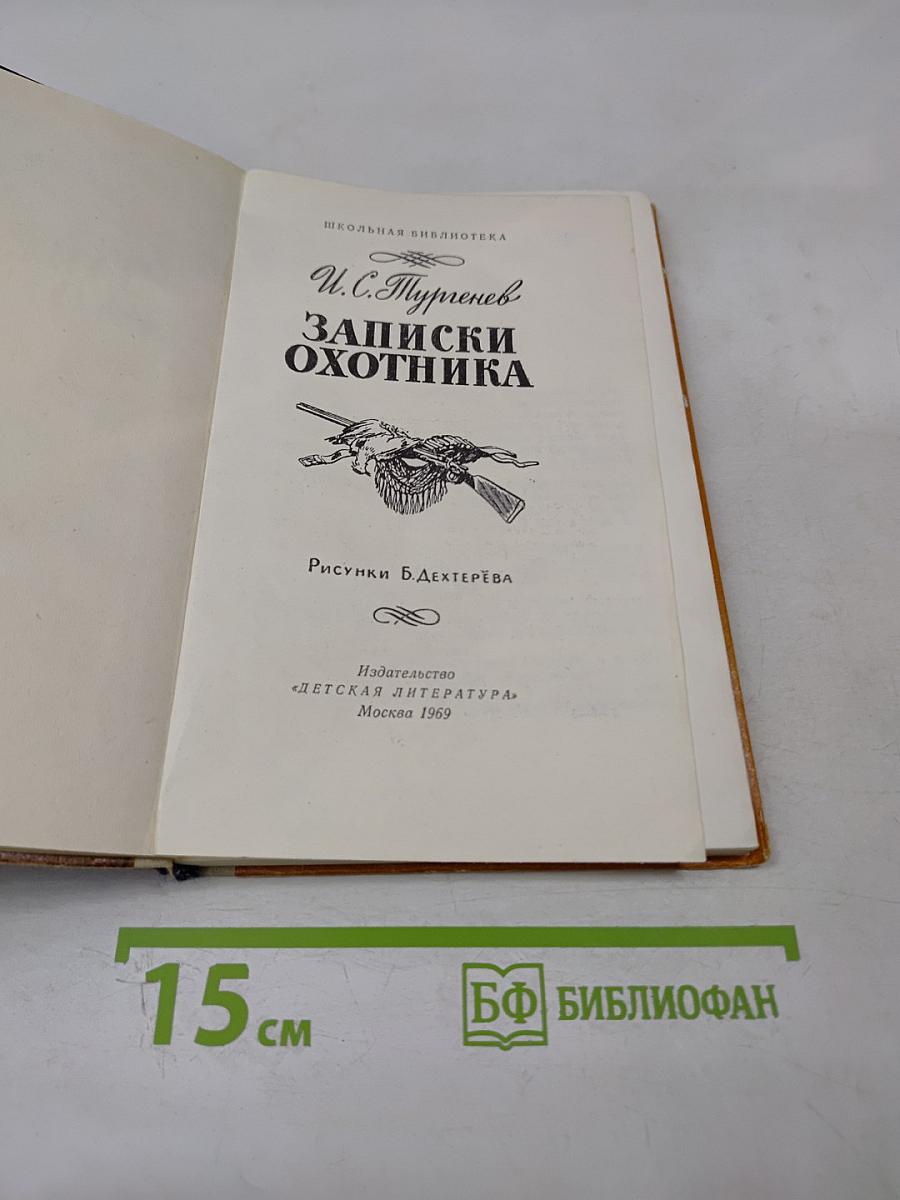 ШКОЛЬНАЯ БИБЛИОТЕКА
И. С. Тургенев
ЗАПИСКИ
ОХОТНИКА
РИСУНКИ Б. ДЕХТЕРЁВА
Издательство
«ДЕТСКАЯ ЛИТЕРАТУРА»
Москва 1969
15 см
БФ БИБЛИОФАН